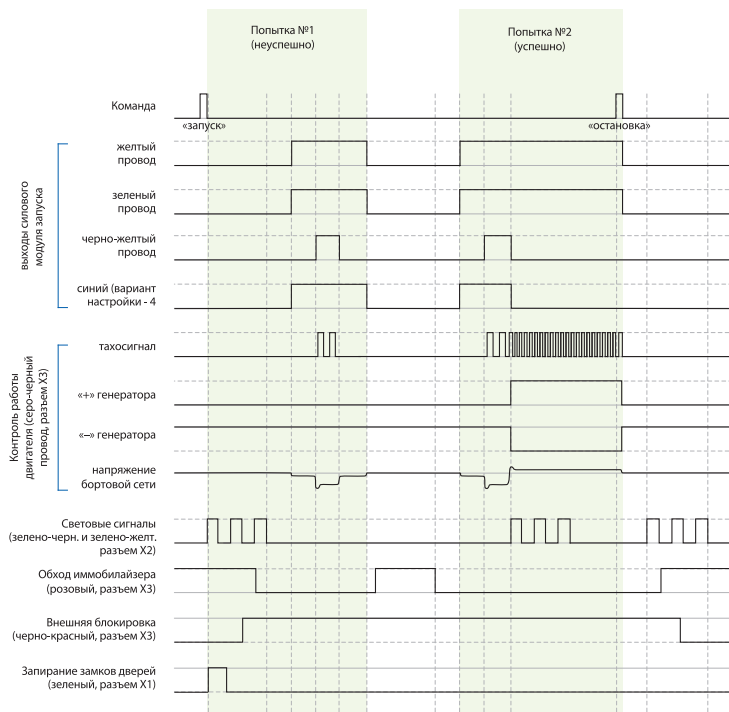 Попытка №1
(неуспешно)
Попытка №2
(успешно)
Команда
«запуск»
«остановка»
выходы силового
модуля запуска
желтый
провод
зеленый
провод
черно-желтый
провод
синий (вариант
настройки - 4
Контроль работы
двигателя (серо-черный
провод, разъем X3)
тахосигнал
«+» генератора
«–» генератора
напряжение
бортовой сети
Световые сигналы
(зелено-черн. и зелено-желт.
разъем X2)
Обход иммобилайзера
(розовый, разъем X3)
Внешняя блокировка
(черно-красный, разъем X3)
Запирание замков дверей
(зеленый, разъем X1)